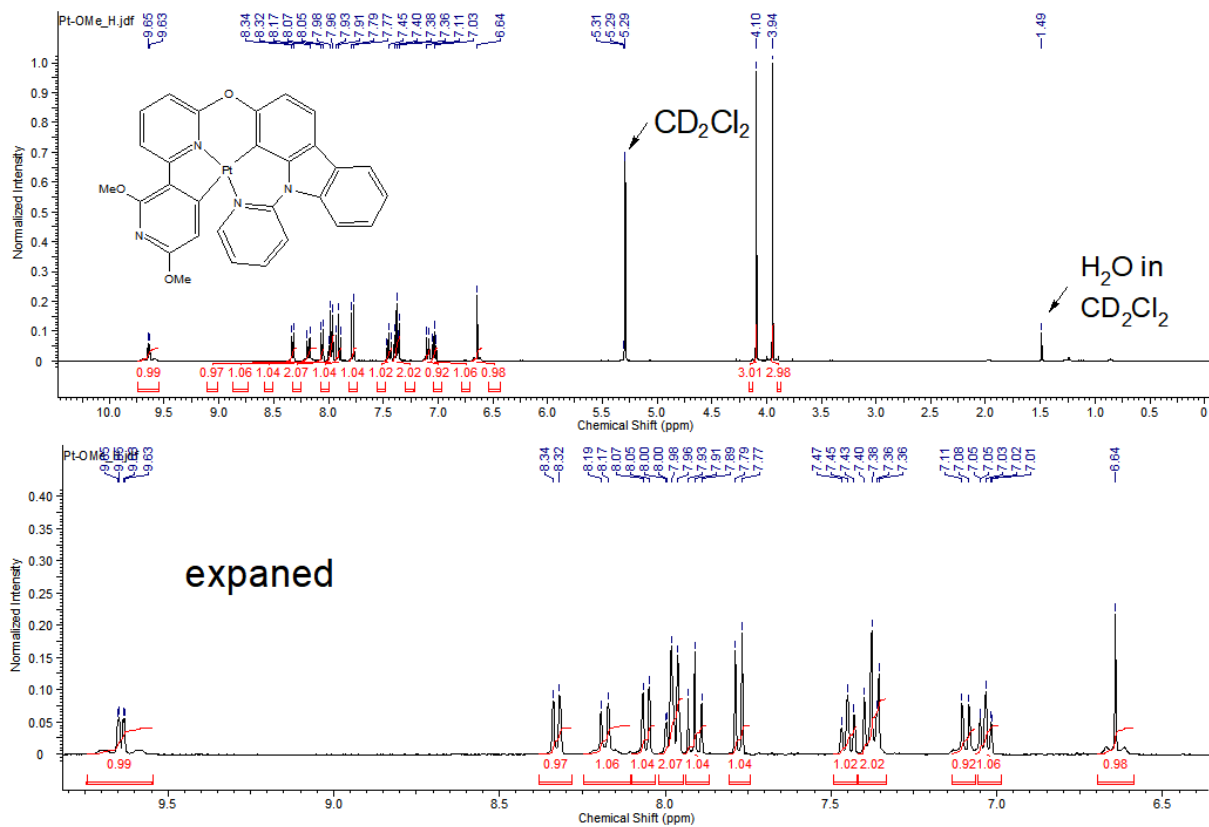 Pt-OMe_H.jdf
9.65 9.63 8.34 8.32 8.17 8.07 8.05 7.98 7.96 7.93 7.91 7.79 7.77 7.45 7.40 7.38 7.36 7.11 7.03 6.64 5.31 5.29 5.29 4.10 3.94 1.49
1.0
0.9
0.8
0.7
0.6
0.5
0.4
0.3
0.2
0.1
0
Normalized Intensity
O
N
Pt
MeO
N
N
N
OMe
CD2Cl2
H2O in
CD2Cl2
0.99 0.97 1.06 1.04 2.07 1.04 1.04 1.02 2.02 0.92 1.06 0.98 3.01 2.98
10.0 9.5 9.0 8.5 8.0 7.5 7.0 6.5 6.0 5.5 5.0 4.5 4.0 3.5 3.0 2.5 2.0 1.5 1.0 0.5 0
Chemical Shift (ppm)
9.63 8.34 8.32 8.19 8.17 8.07 8.05 8.00 8.00 7.98 7.96 7.93 7.91 7.89 7.79 7.77 7.47 7.45 7.43 7.40 7.38 7.36 7.36 7.11 7.08 7.05 7.05 7.03 7.02 7.01 6.64
0.40
0.35
0.30
0.25
0.20
0.15
0.10
0.05
0
Normalized Intensity
expaned
0.99 0.97 1.06 1.04 2.07 1.04 1.04 1.02 2.02 0.92 1.06 0.98
9.5 9.0 8.5 8.0 7.5 7.0 6.5
Chemical Shift (ppm)